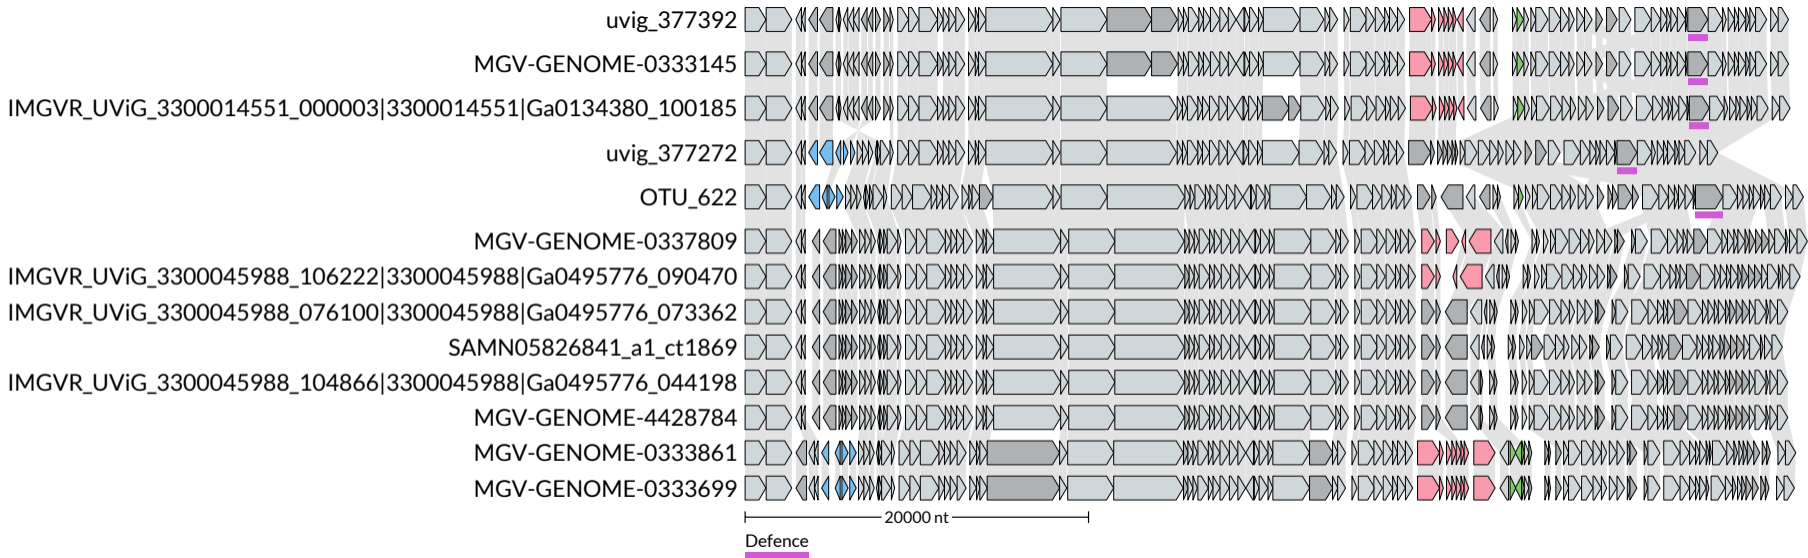 uvig_377392
MGV-GENOME-0333145
IMGVR_UViG_3300014551_000003|3300014551|Ga0134380_100185
uvig_377272
OTU_622
MGV-GENOME-0337809
IMGVR_UViG_3300045988_106222|3300045988|Ga0495776_090470
IMGVR_UViG_3300045988_076100|3300045988|Ga0495776_073362
SAMN05826841_a1_ct1869
IMGVR_UViG_3300045988_104866|3300045988|Ga0495776_044198
MGV-GENOME-4428784
MGV-GENOME-0333861
MGV-GENOME-0333699
20000 nt
Defence